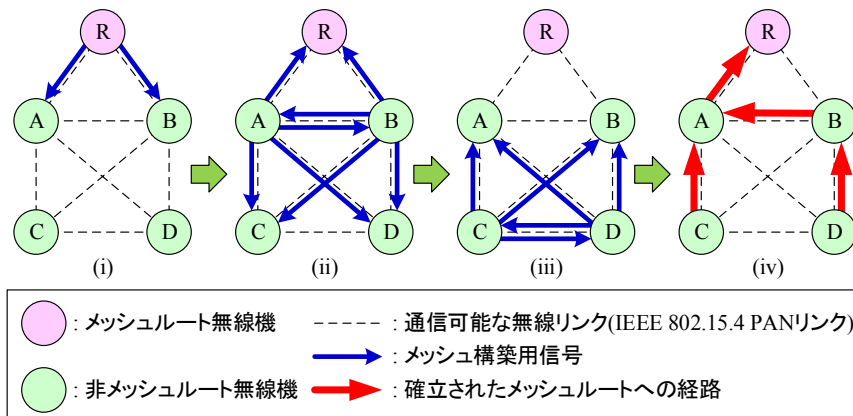 R
A
B
C
D
(i)
R
A
B
C
D
(ii)
R
A
B
C
D
(iii)
R
A
B
C
D
(iv)
: メッシュルート無線機
: 通信可能な無線リンク(IEEE 802.15.4 PANリンク)
: メッシュ構築用信号
: 非メッシュルート無線機
: 確立されたメッシュルートへの経路